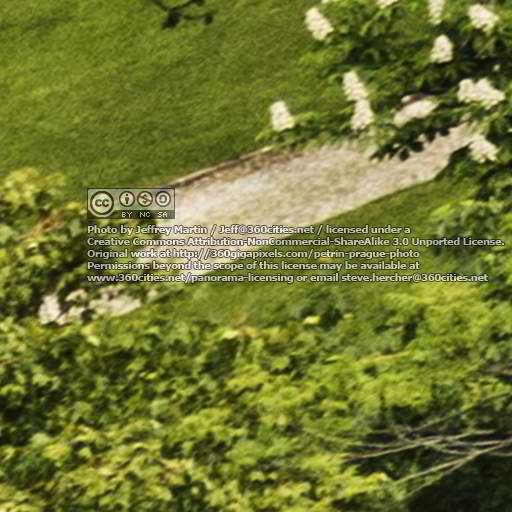 cc
BY NC SA
Photo by Jeffrey Martin / Jeff@360cities.net / licensed under a
Creative Commons Attribution-NonCommercial-ShareAlike 3.0 Unported License.
Original work at http://360gigapixels.com/petrin-prague-photo
Permissions beyond the scope of this license may be available at
www.360cities.net/panorama-licensing or email steve.hercher@360cities.net